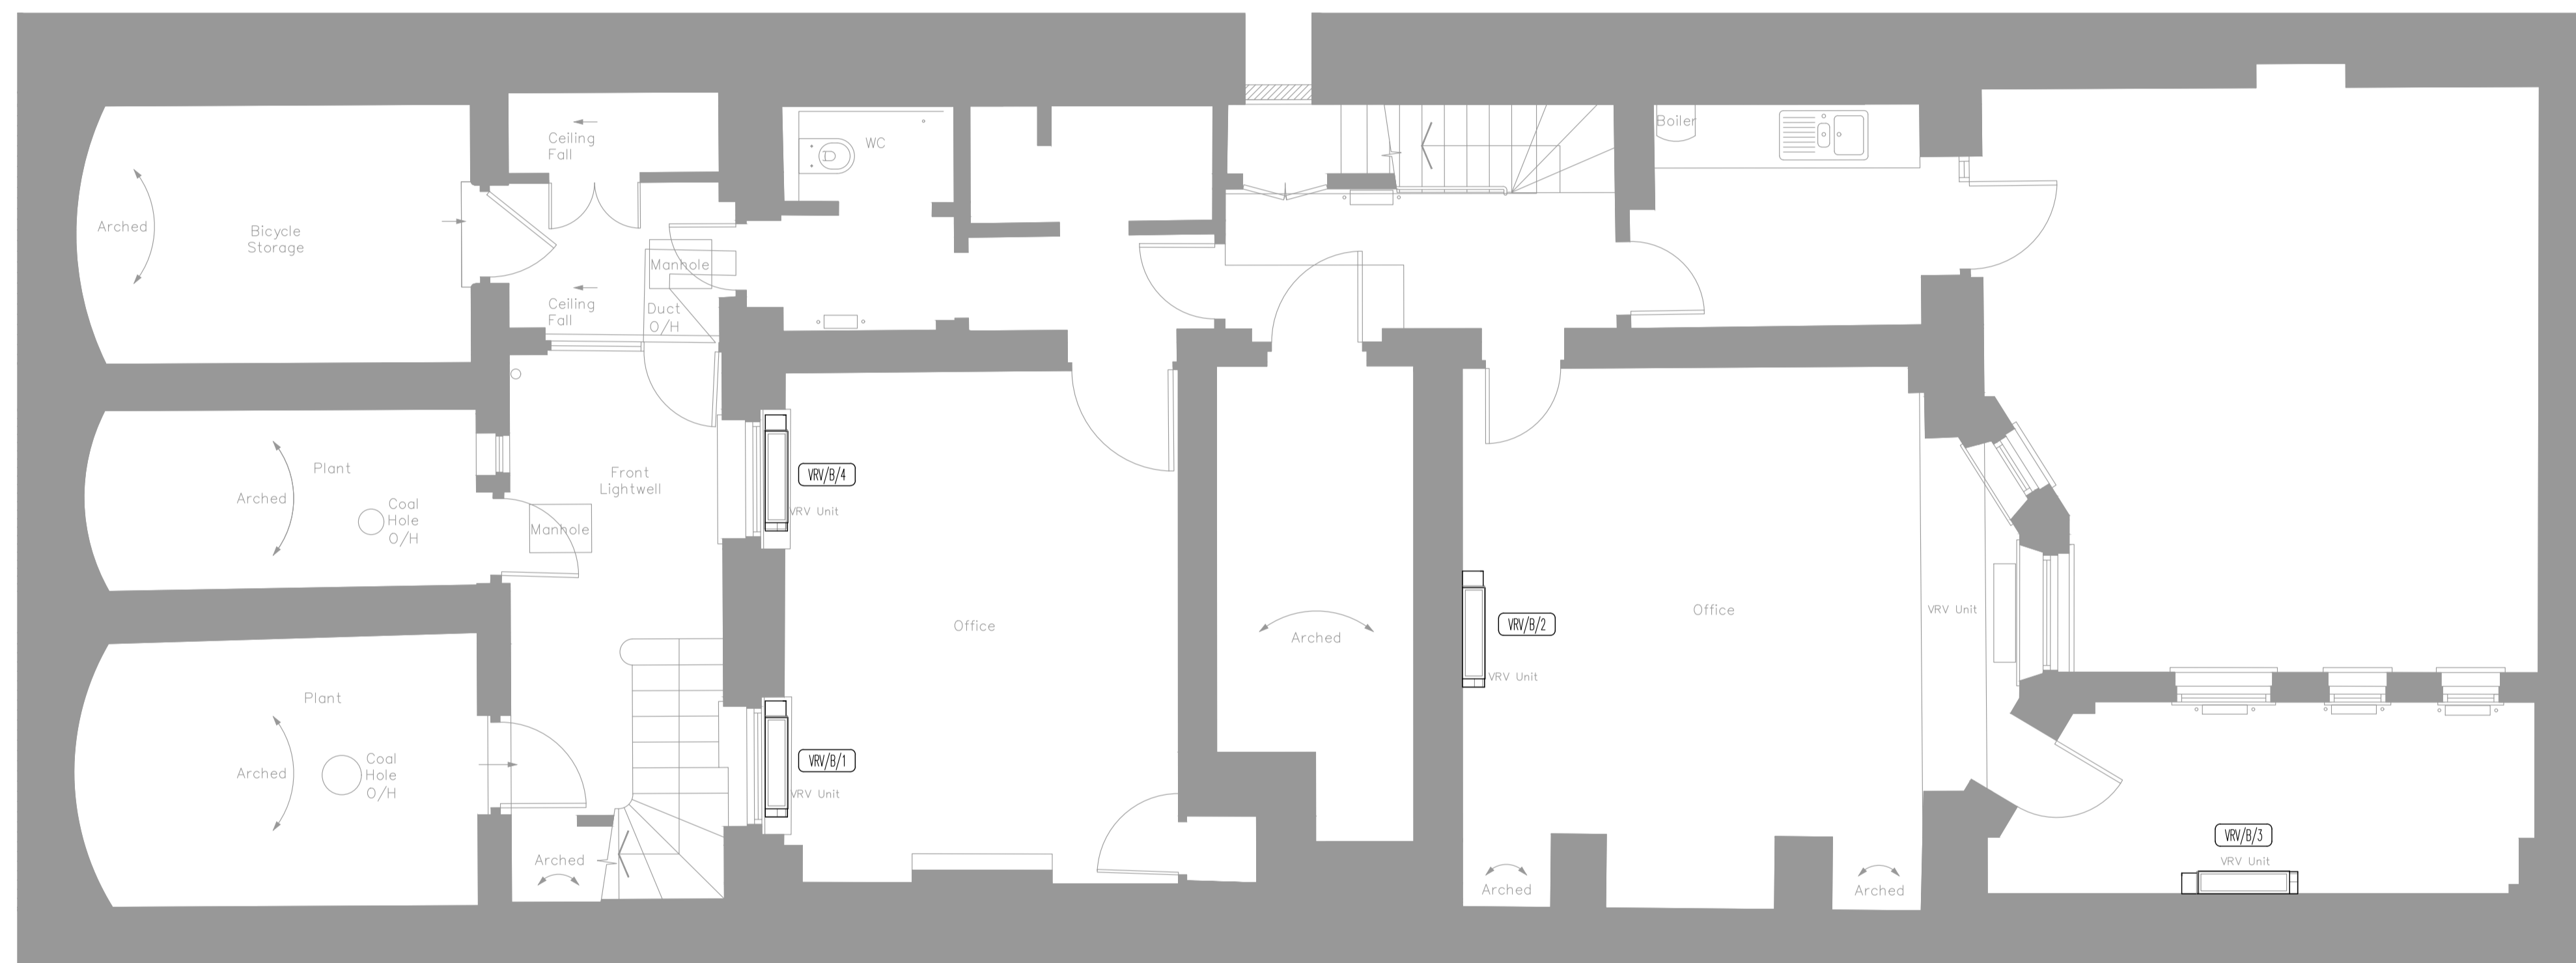 Ceiling
Fall
WC
Boiler
Arched
Bicycle
Storage
Manhole
Ceiling
Fall
Duct
O/H
Plant
Arched
Coal
Hole
O/H
Front
Lightwell
Manhole
VRV/B/4
VRV Unit
Office
Arched
VRV/B/2
VRV Unit
Office
VRV Unit
Plant
Arched
Coal
Hole
O/H
VRV/B/1
VRV Unit
Arched
Arched
Arched
VRV/B/3
VRV Unit